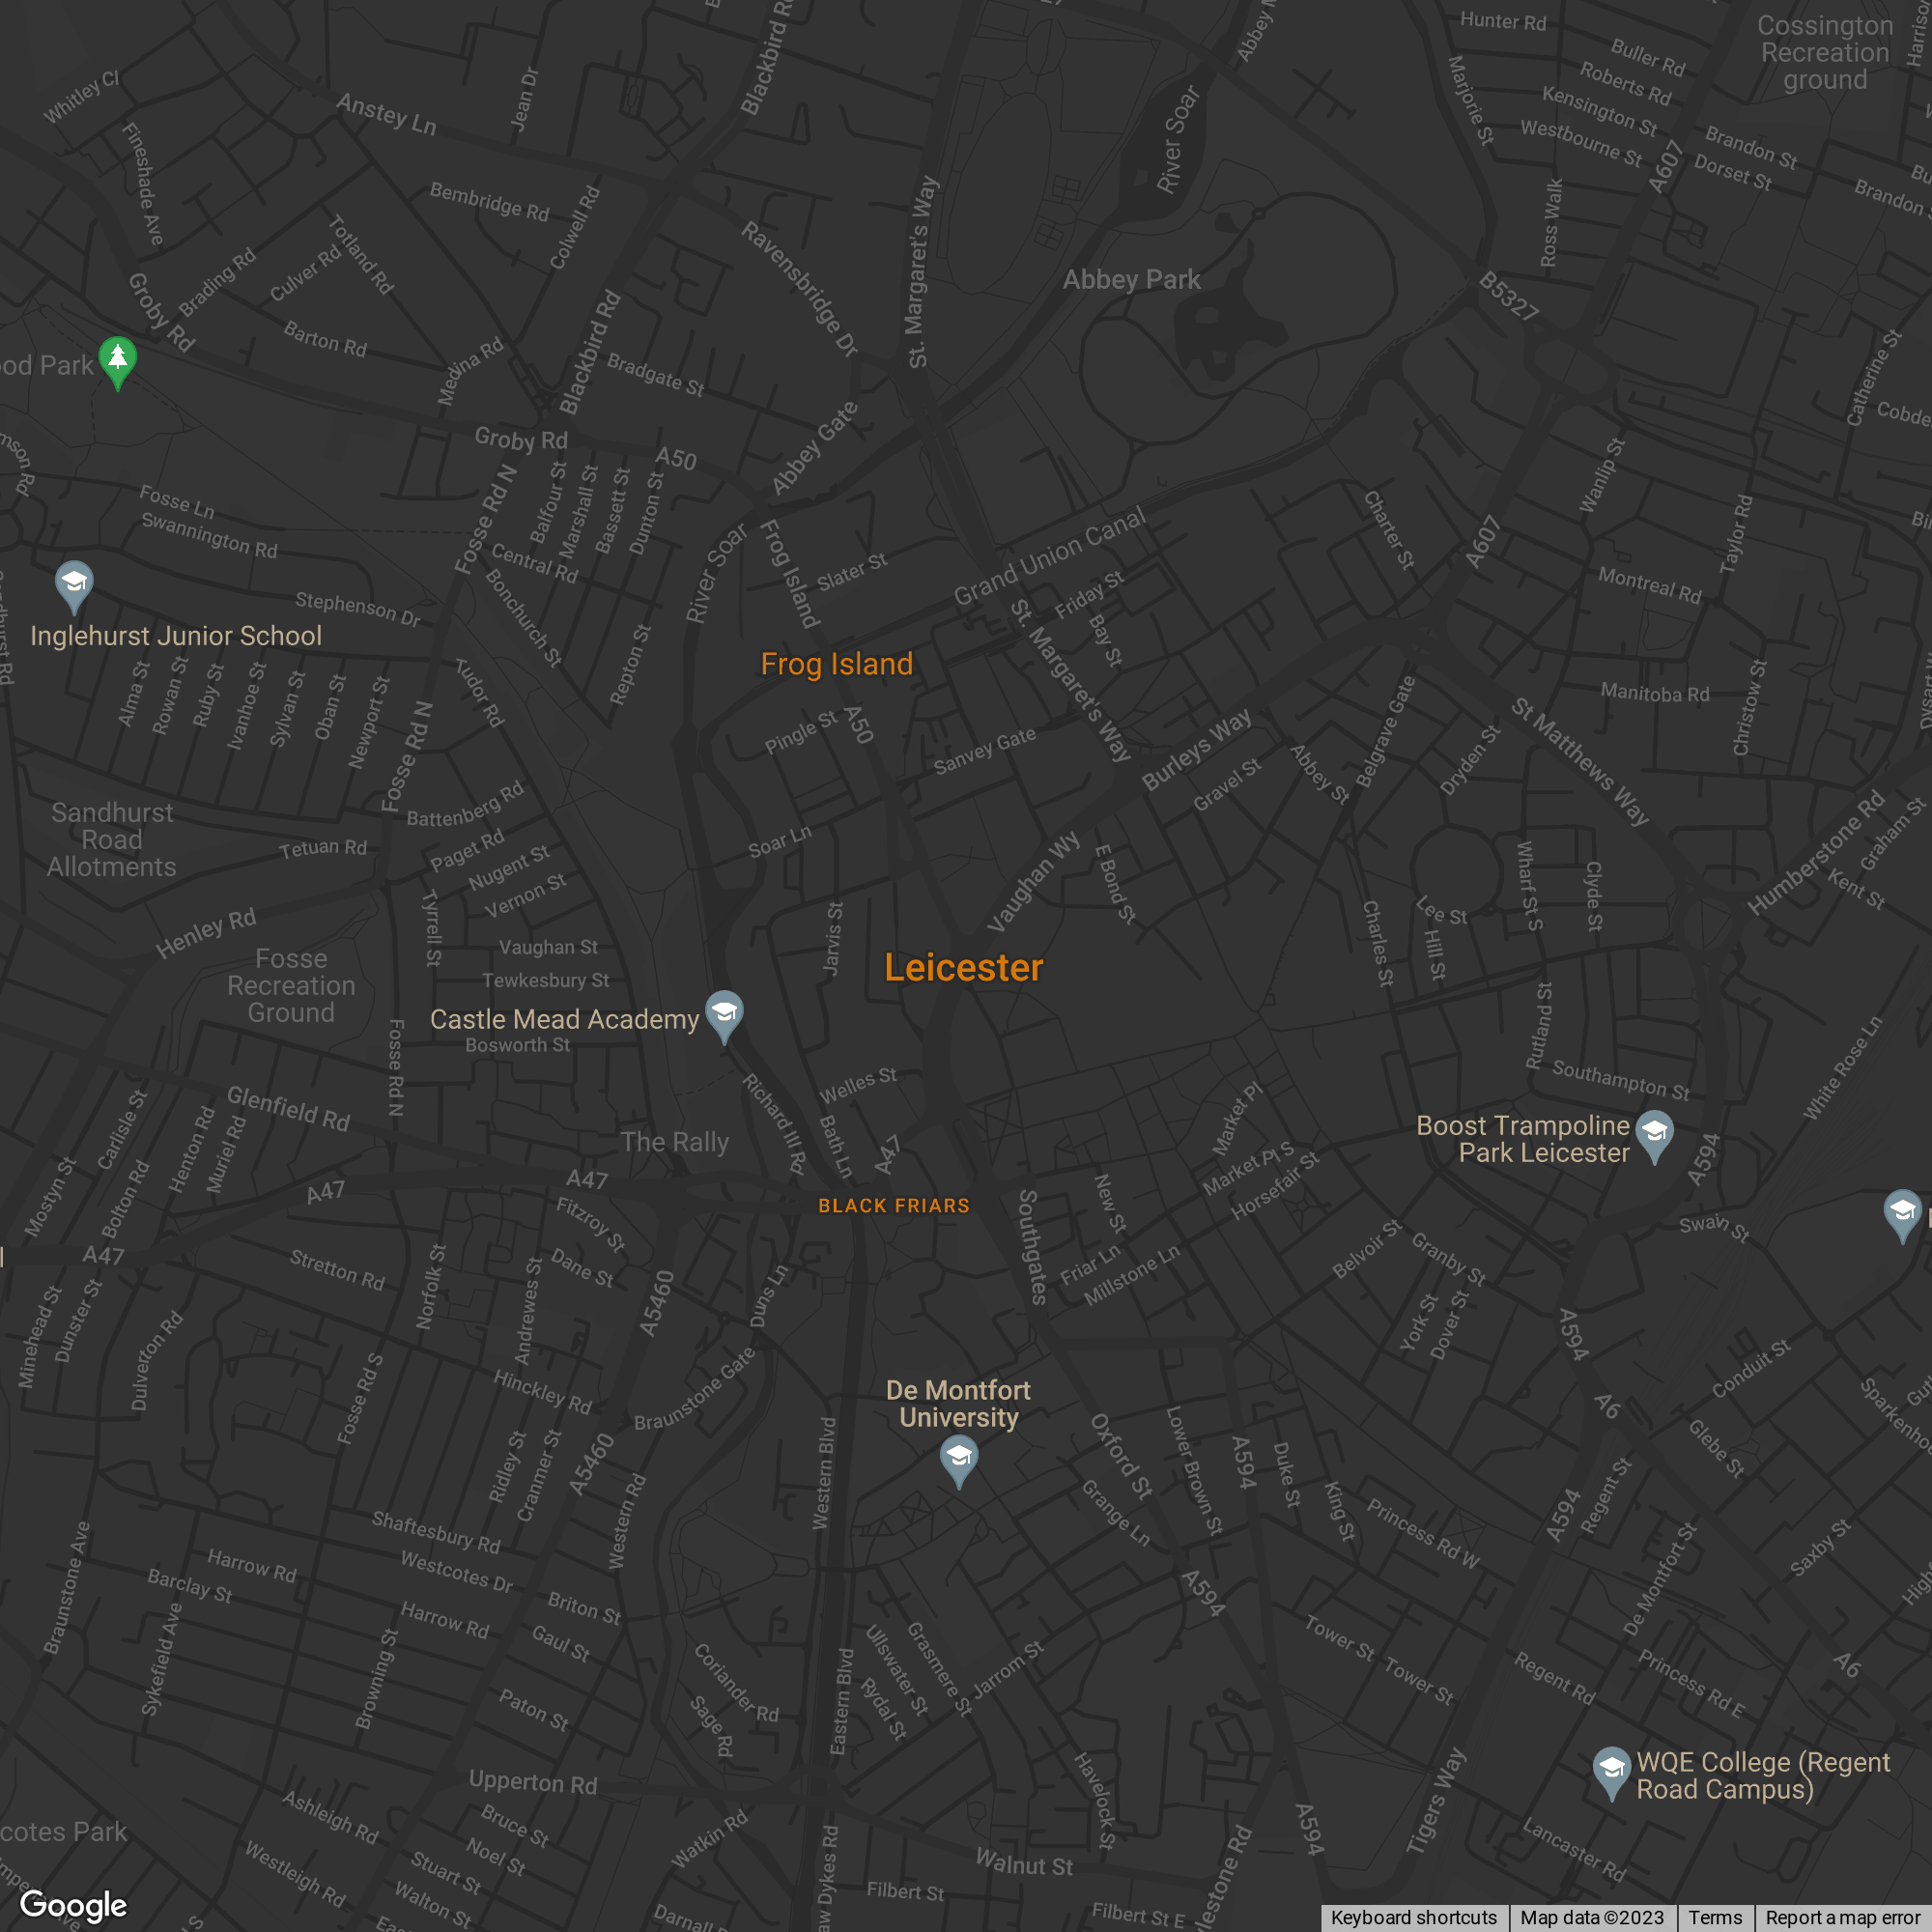 Cossington
Recreation
ground
Hunter Rd
Buller Rd
Roberts Rd
Kensington St
Westbourne St
Marjorie St
Brandon St
Dorset St
A607
Ross Walk
Whitley Cl
Anstey Ln
Jean Dr
Fineshade Ave
Bembridge Rd
Colwell Rd
Totland Rd
Brading Rd
Culver Rd
Groby Rd
Barton Rd
Medina Rd
Blackbird Rd
Bradgate St
Ravensbridge Dr
St. Margaret's Way
River Soar
Abbey Park
B5327
Catherine St
ood Park
Groby Rd
A50
Abbey Gate
Fosse Rd N
Balfour St
Marshall St
Bassett St
Dunton St
Fosse Ln
Swannington Rd
Central Rd
Bonchurch St
Repton St
River Soar
Frog Island
Slater St
Grand Union Canal
Friday St
Bay St
Charter St
A607
Wanlip St
Taylor Rd
Montreal Rd
Manitoba Rd
Christow St
Stephenson Dr
Inglehurst Junior School
Alma St
Rowan St
Ruby St
Ivanhoe St
Sylvan St
Oban St
Newport St
Fosse Rd N
Tudor Rd
Frog Island
Pingle St
A50
Sanvey Gate
St. Margaret's Way
Burleys Way
Gravel St
Abbey St
Belgrave Gate
Dryden St
St Matthews Way
Humberstone Rd
Graham St
Kent St
Sandhurst
Road
Allotments
Battenberg Rd
Tetuan Rd
Paget Rd
Nugent St
Vernon St
Tyrrell St
Soar Ln
Vaughan Wy
E Bond St
Lee St
Hill St
Charles St
Wharf St S
Clyde St
Henley Rd
Fosse
Recreation
Ground
Vaughan St
Tewkesbury St
Jarvis St
Leicester
Castle Mead Academy
Bosworth St
Fosse Rd N
Glenfield Rd
Welles St
Richard III Rd
Bath Ln
The Rally
A47
Market Pl
Market Pl S
Horsefair St
Rutland St
Southampton St
White Rose Ln
Boost Trampoline
Park Leicester
A594
Carlisle St
Henton Rd
Muriel Rd
Mostyn St
Bolton Rd
A47
A47
A47
BLACK FRIARS
Southgates
New St
Friar Ln
Millstone Ln
Belvoir St
Granby St
Swain St
Fitzroy St
Dane St
Stretton Rd
Norfolk St
Andrewes St
A5460
Duns Ln
Minehead St
Dunster St
Dulverton Rd
Fosse Rd S
Hinckley Rd
Braunstone Gate
York St
Dover St
A594
Conduit St
A6
Glebe St
De Montfort
University
Oxford St
Lower Brown St
A594
Duke St
King St
Grange Ln
Princess Rd W
A594
Regent St
De Montfort St
Saxby St
Ridley St
Cranmer St
A5460
Western Rd
Western Blvd
Shaftesbury Rd
Westcotes Dr
Harrow Rd
Barclay St
Braunstone Ave
Sykefield Ave
Harrow Rd
Browning St
Briton St
Gaul St
Paton St
Coriander Rd
Sage Rd
Eastern Blvd
Ullswater St
Rydal St
Grasmere St
Jarrom St
A594
Tower St
Tower St
Regent Rd
Princess Rd E
A6
Havelock St
Tigers Way
A594
WQE College (Regent
Road Campus)
Lancaster Rd
Upperton Rd
Ashleigh Rd
Bruce St
Noel St
Stuart St
Walton St
Westleigh Rd
Watkin Rd
cotes Park
Walnut St
Filbert St
Filbert St E
Google
Keyboard shortcuts
Map data ©2023
Terms
Report a map error